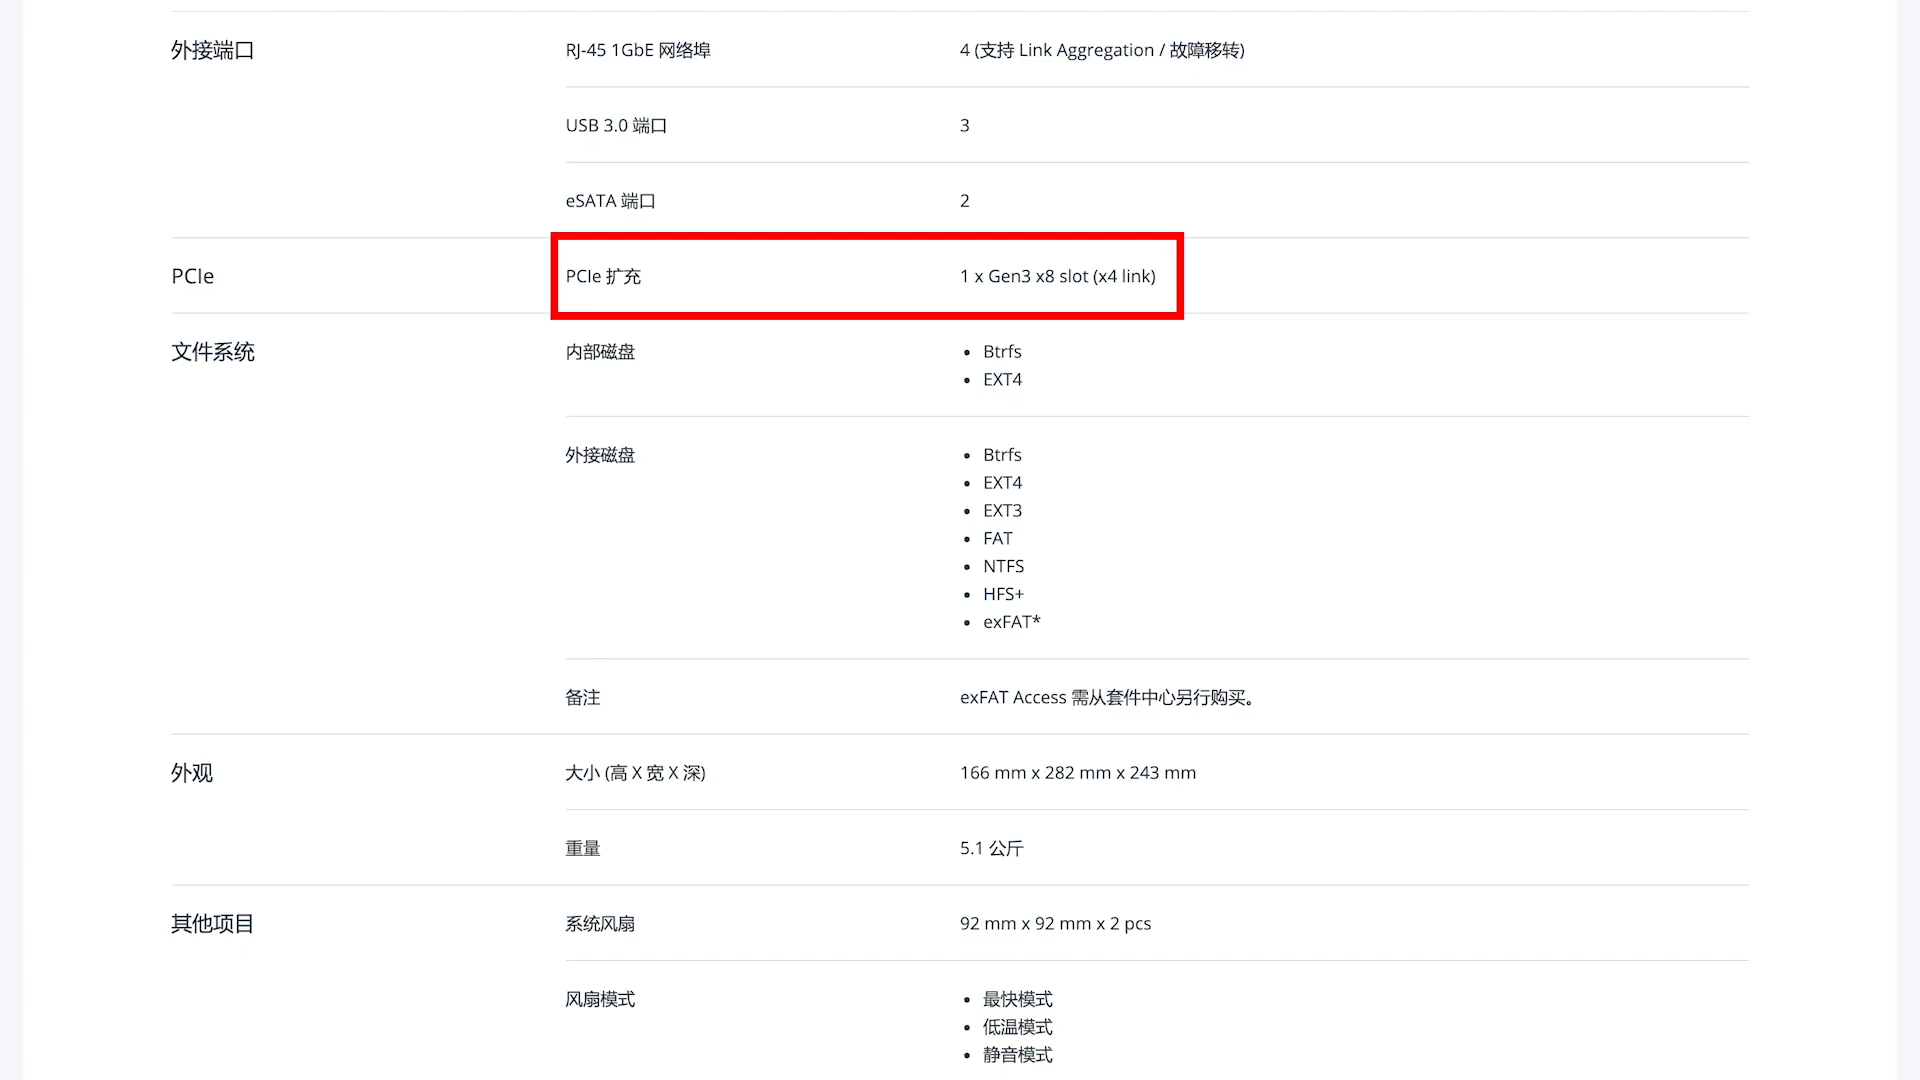 外接端口
RJ-45 1GbE 网络埠
4 (支持 Link Aggregation / 故障移转)
USB 3.0 端口
3
eSATA 端口
2
PCIe
PCIe 扩充
1 x Gen3 x8 slot (x4 link)
文件系统
内部磁盘
• Btrfs
• EXT4
外接磁盘
• Btrfs
• EXT4
• EXT3
• FAT
• NTFS
• HFS+
• exFAT*
备注
exFAT Access 需从套件中心另行购买。
外观
大小 (高 X 宽 X 深)
166 mm x 282 mm x 243 mm
重量
5.1 公斤
其他项目
系统风扇
92 mm x 92 mm x 2 pcs
风扇模式
• 最快模式
• 低温模式
• 静音模式